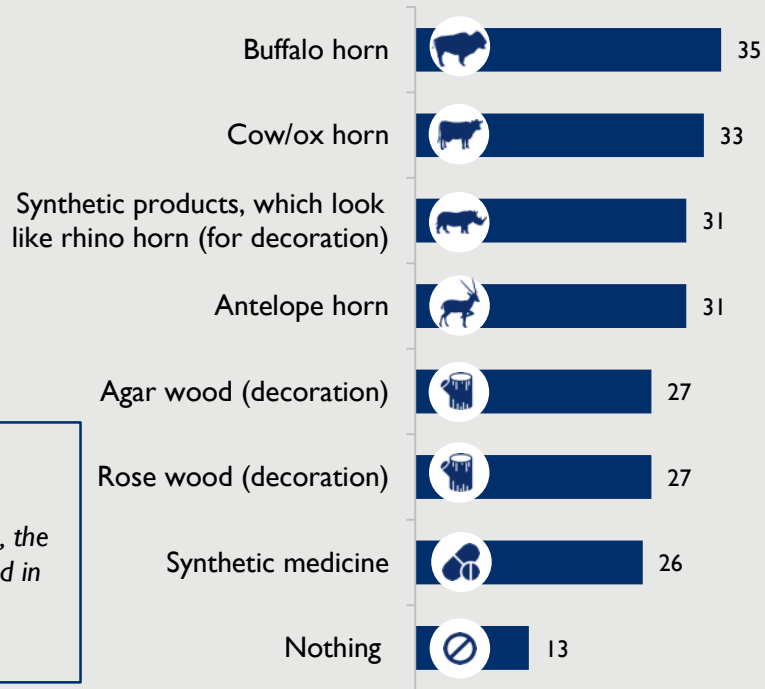 Buffalo horn 35
Cow/ox horn 33
Synthetic products, which look
like rhino horn (for decoration) 31
Antelope horn 31
Agar wood (decoration) 27
Rose wood (decoration) 27
, the
d in
Synthetic medicine 26
Nothing 13